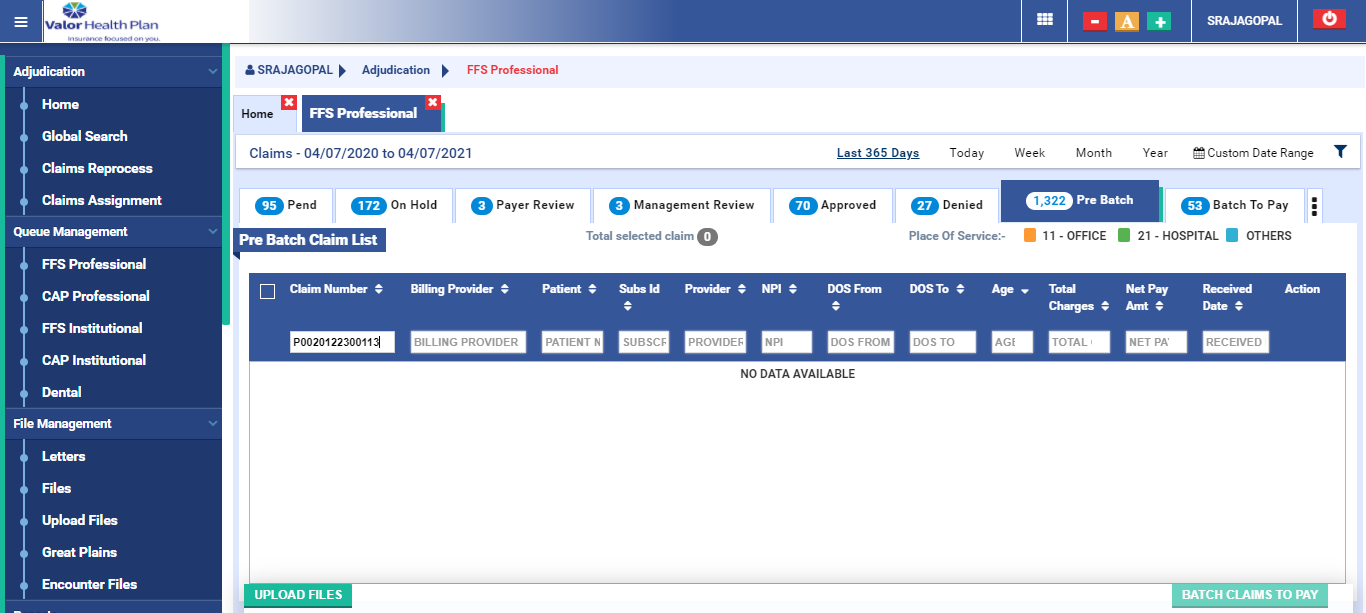 Valor Health Plan
Insurance focused on you.
A
SRAJAGOPAL
Adjudication
Home
Global Search
Claims Reprocess
Claims Assignment
Queue Management
FFS Professional
CAP Professional
FFS Institutional
CAP Institutional
Dental
File Management
Letters
Files
Upload Files
Great Plains
Encounter Files
SRAJAGOPAL Adjudication FFS Professional
Home
FFS Professional
Claims - 04/07/2020 to 04/07/2021
Last 365 Days Today Week Month Year Custom Date Range
95 Pend
172 On Hold
3 Payer Review
3 Management Review
70 Approved
27 Denied
1,322 Pre Batch
53 Batch To Pay
Pre Batch Claim List
Total selected claim 0
Place Of Service:- 11 - OFFICE 21 - HOSPITAL OTHERS
Claim Number Billing Provider Patient Subs Id Provider NPI DOS From DOS To Age Total Charges Net Pay Amt Received Date Action
P0020122300113 BILLING PROVIDER PATIENT N SUBSCR PROVIDER NPI DOS FROM DOS TO AGE TOTAL NET PAY RECEIVED
NO DATA AVAILABLE
UPLOAD FILES
BATCH CLAIMS TO PAY